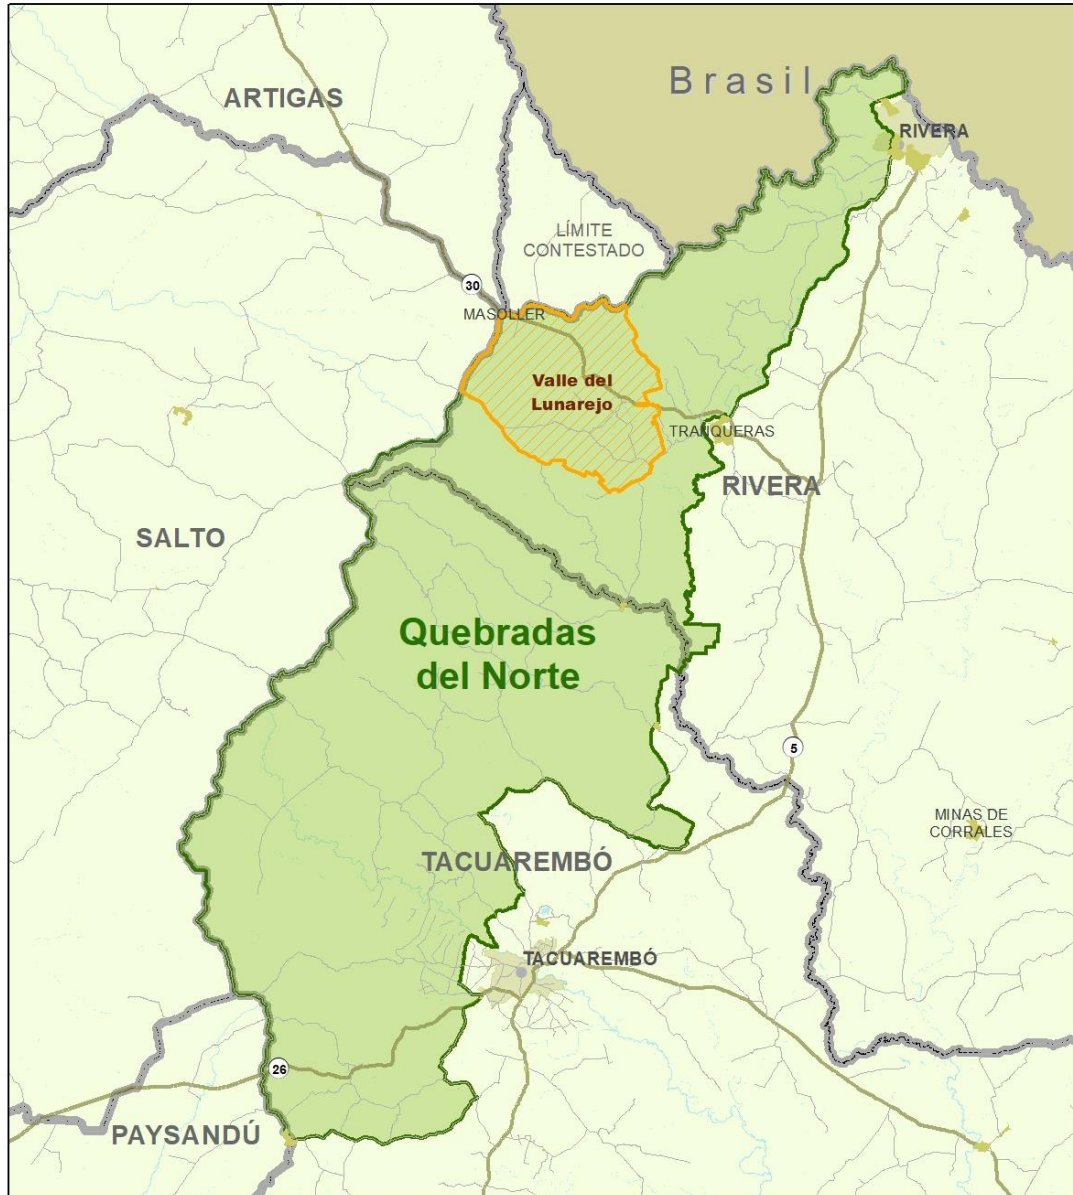 Brasil
ARTIGAS
RIVERA
LÍMITE
CONTESTADO
30
MASOLLER
Valle del
Lunarejo
TRANQUERAS
RIVERA
SALTO
Quebradas
del Norte
5
MINAS DE
CORRALES
TACUAREMBÓ
TACUAREMBÓ
26
PAYSANDÚ